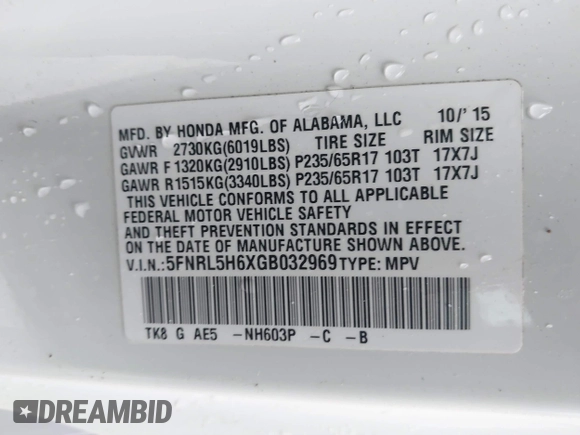 MFD. BY HONDA MFG. OF ALABAMA, LLC 10/'15
GVWR 2730KG(6019LBS) TIRE SIZE RIM SIZE
GAWR F 1320KG(2910LBS) P235/65R17 103T 17X7J
GAWR R1515KG(3340LBS) P235/65R17 103T 17X7J
THIS VEHICLE CONFORMS TO ALL APPLICABLE
FEDERAL MOTOR VEHICLE SAFETY
AND THEFT PREVENTION STANDARDS IN EFFECT
ON THE DATE OF MANUFACTURE SHOWN ABOVE.
V.I.N.:5FNRL5H6XGB032969 TYPE: MPV
TK8 G AE5 -NH603P -C -B
DREAMBID